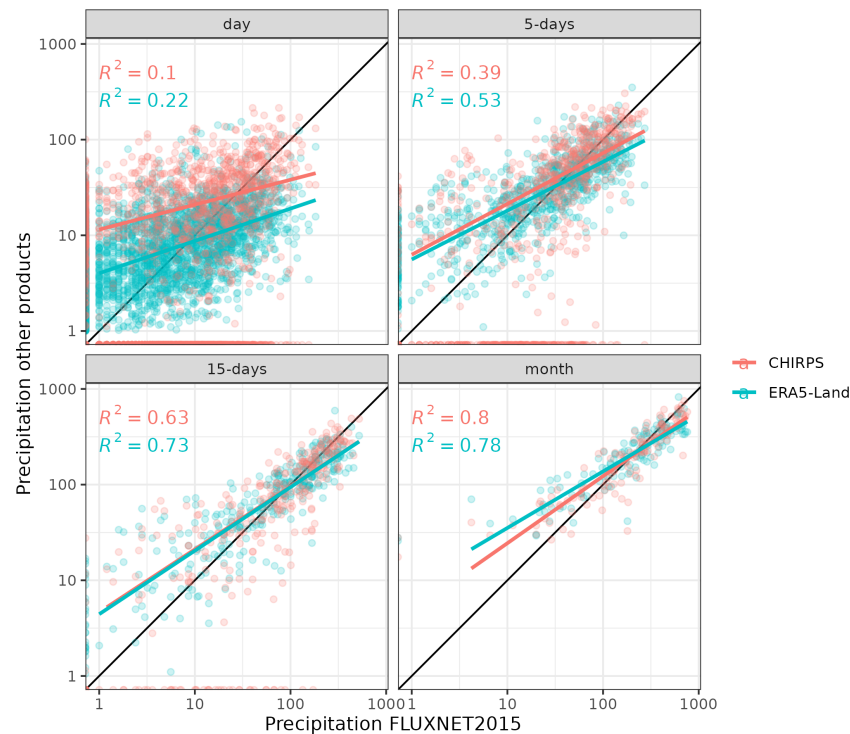 day
5-days
1000
100
10
1
R² = 0.1
R² = 0.22
R² = 0.39
R² = 0.53
15-days
month
1000
100
10
1
R² = 0.63
R² = 0.73
R² = 0.8
R² = 0.78
1 10 100 1000
1 10 100 1000
Precipitation FLUXNET2015
Precipitation other products
a CHIRPS
a ERA5-Land